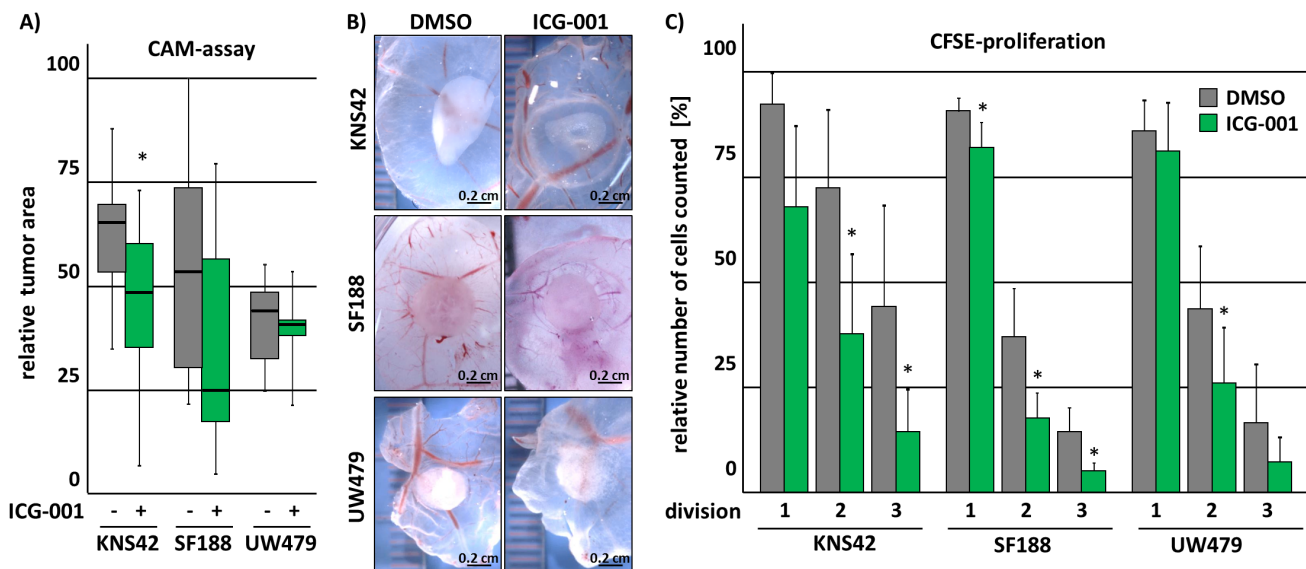 A)
CAM-assay
relative tumor area
100
75
50
25
0
*
ICG-001 - + - + - +
KNS42 SF188 UW479
B)
DMSO ICG-001
KNS42
0.2 cm 0.2 cm
SF188
0.2 cm 0.2 cm
UW479
0.2 cm 0.2 cm
C)
CFSE-proliferation
relative number of cells counted [%]
100
75
50
25
0
DMSO
ICG-001
* * * * * *
division 1 2 3 1 2 3 1 2 3
KNS42 SF188 UW479